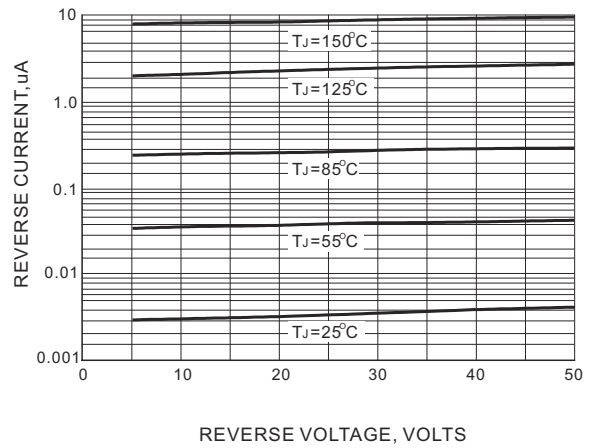 10
TJ=150°C
TJ=125°C
1.0
REVERSE CURRENT,uA
TJ=85°C
0.1
TJ=55°C
0.01
TJ=25°C
0.001
0 10 20 30 40 50
REVERSE VOLTAGE, VOLTS